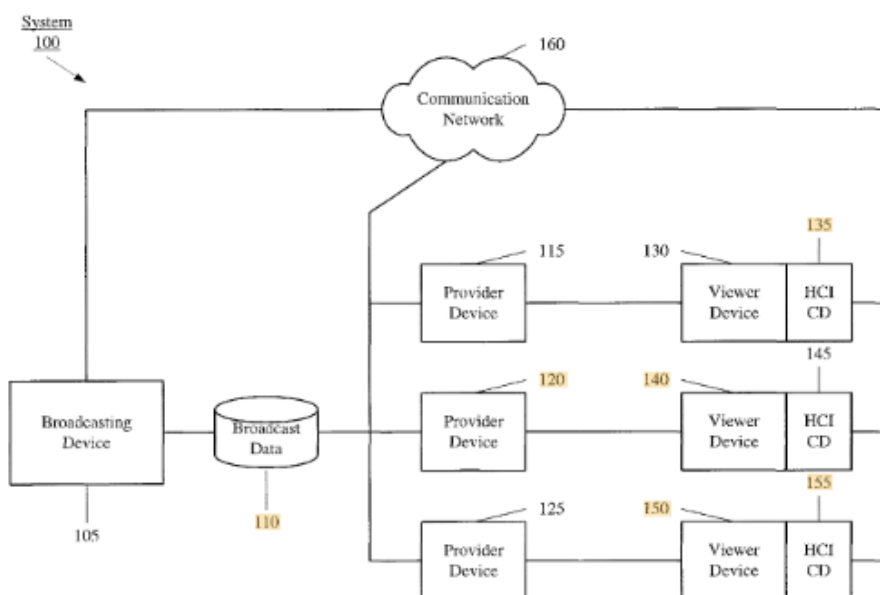 System
100
160
Communication
Network
115
130
135
Provider
Device
Viewer
Device
HCI
CD
145
120
140
Broadcasting
Device
Broadcast
Data
Provider
Device
Viewer
Device
HCI
CD
155
105
110
125
150
Provider
Device
Viewer
Device
HCI
CD